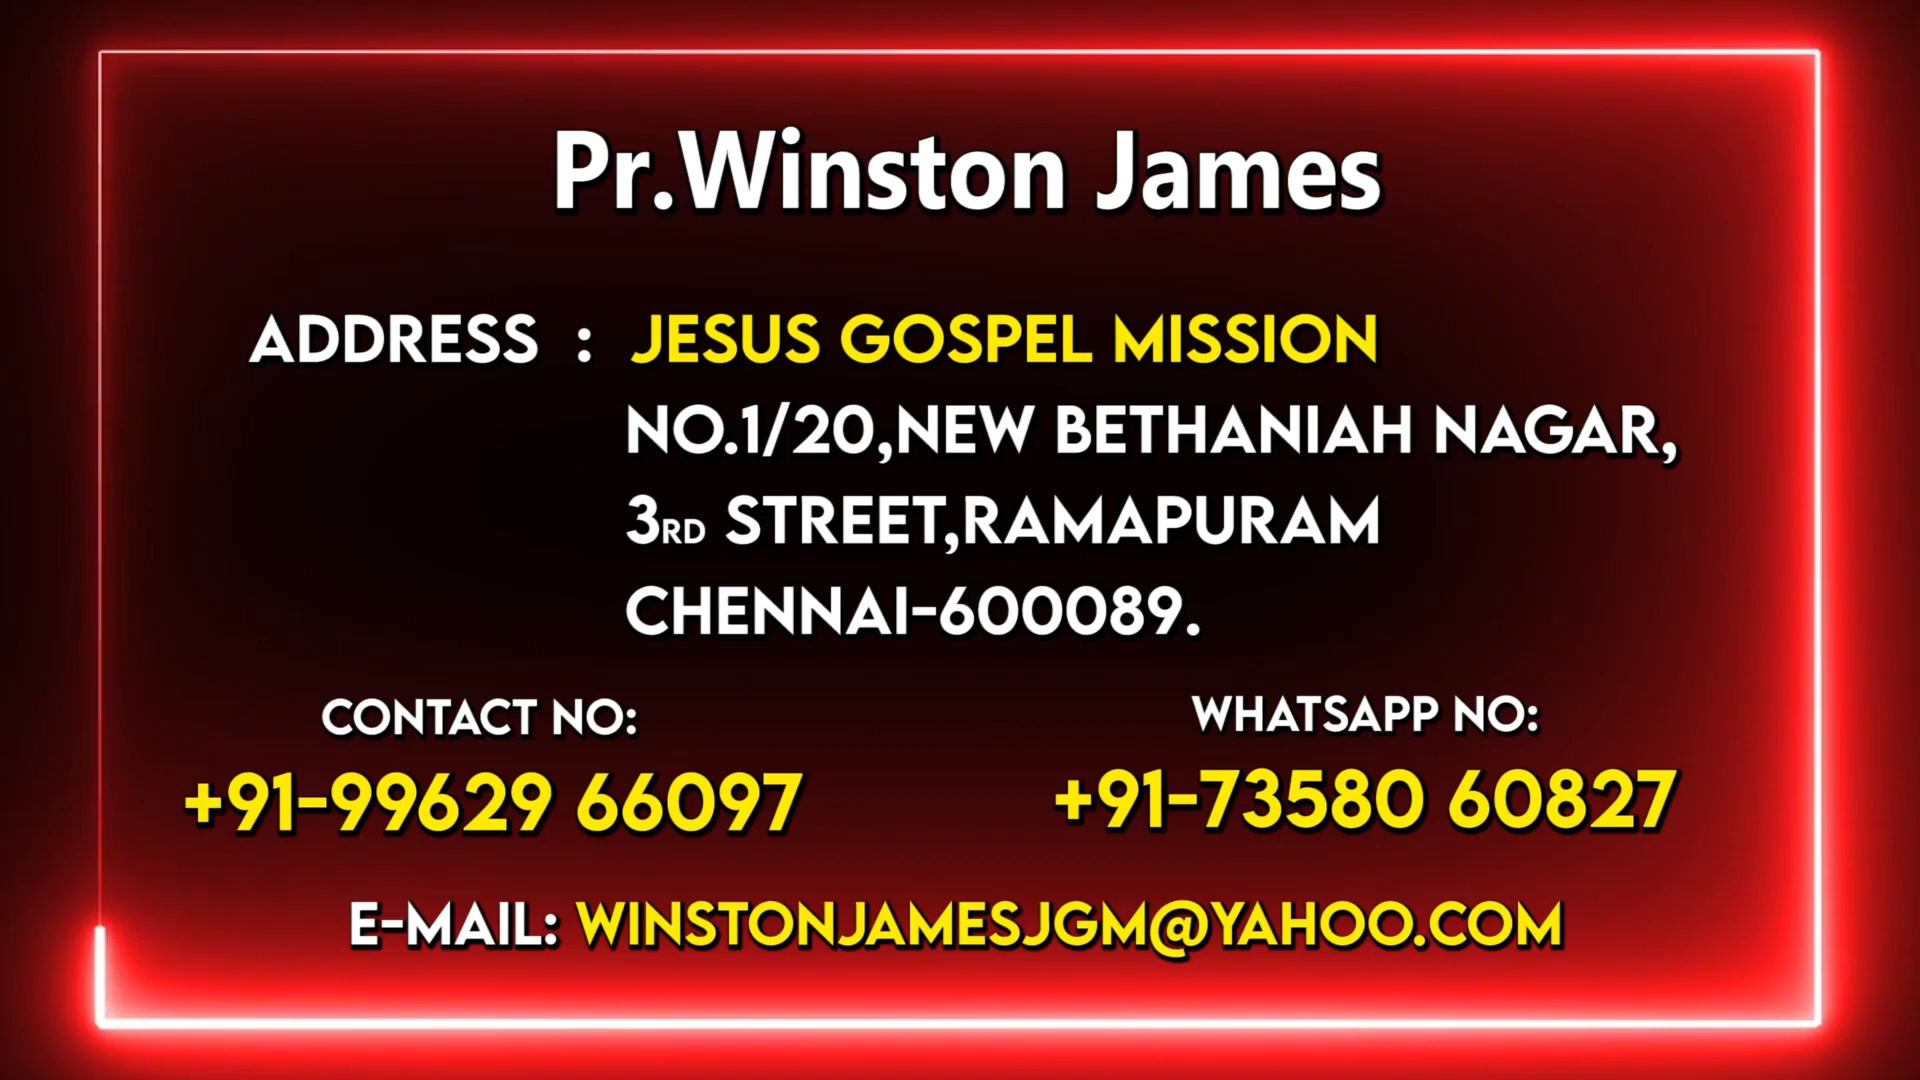 Pr.Winston James
ADDRESS : JESUS GOSPEL MISSION
NO.1/20,NEW BETHANIAH NAGAR,
3RD STREET,RAMAPURAM
CHENNAI-600089.
CONTACT NO:
+91-99629 66097
WHATSAPP NO:
+91-73580 60827
E-MAIL: WINSTONJAMESJGM@YAHOO.COM